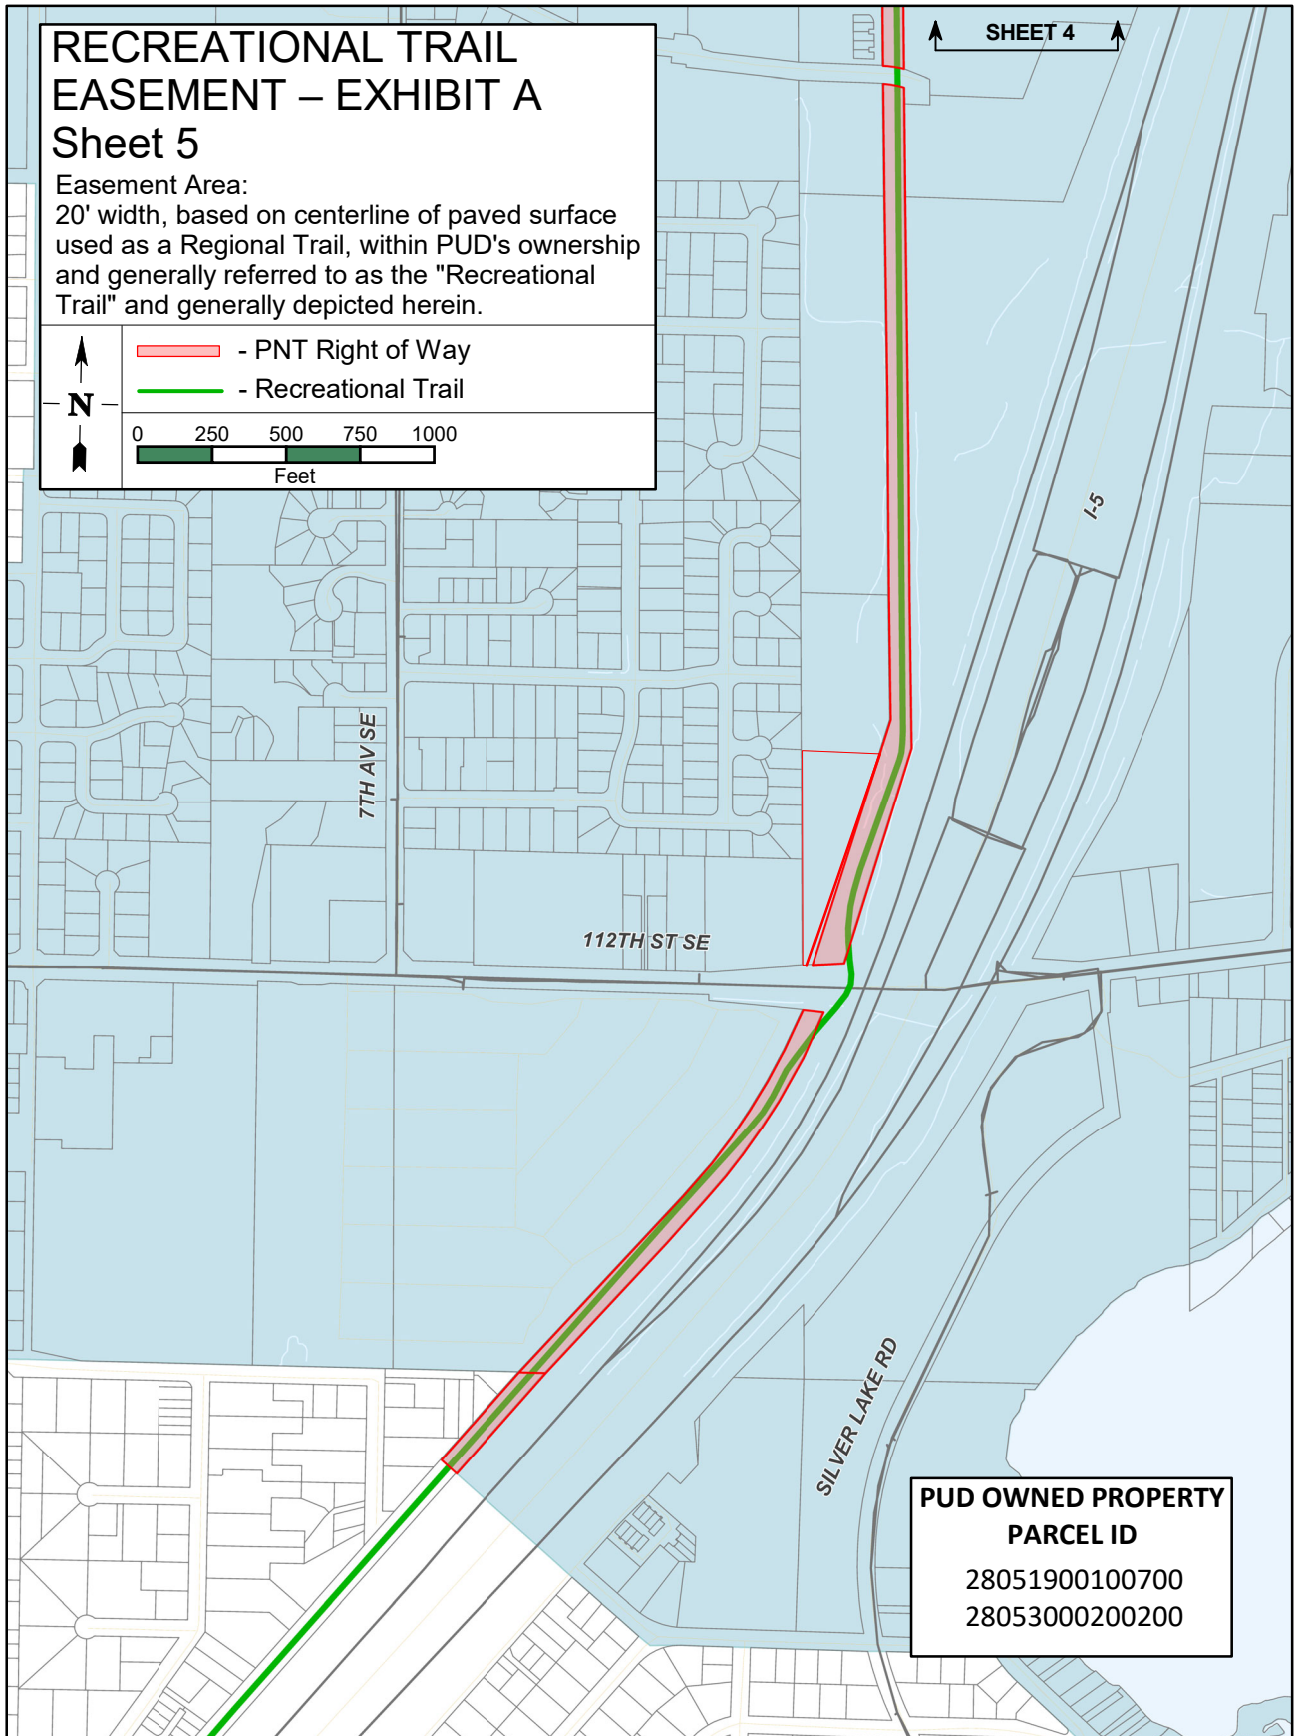 RECREATIONAL TRAIL
EASEMENT – EXHIBIT A
Sheet 5
Easement Area:
20' width, based on centerline of paved surface
used as a Regional Trail, within PUD's ownership
and generally referred to as the "Recreational
Trail" and generally depicted herein.
N
- PNT Right of Way
- Recreational Trail
0 250 500 750 1000
Feet
SHEET 4
I-5
7TH AV SE
112TH ST SE
SILVER LAKE RD
PUD OWNED PROPERTY
PARCEL ID
28051900100700
28053000200200